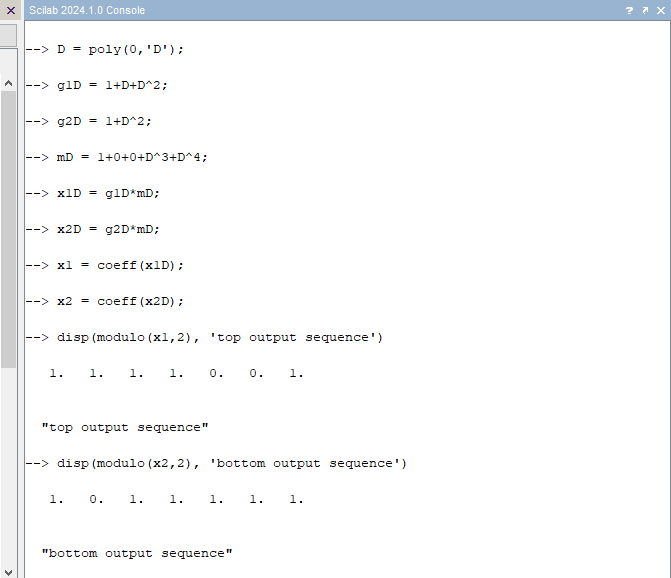 Scilab 2024.1.0 Console
--> D = poly(0,'D');
--> g1D = 1+D+D^2;
--> g2D = 1+D^2;
--> mD = 1+0+0+D^3+D^4;
--> x1D = g1D*mD;
--> x2D = g2D*mD;
--> x1 = coeff(x1D);
--> x2 = coeff(x2D);
--> disp(modulo(x1,2), 'top output sequence')
1. 1. 1. 1. 0. 0. 1.
"top output sequence"
--> disp(modulo(x2,2), 'bottom output sequence')
1. 0. 1. 1. 1. 1. 1.
"bottom output sequence"